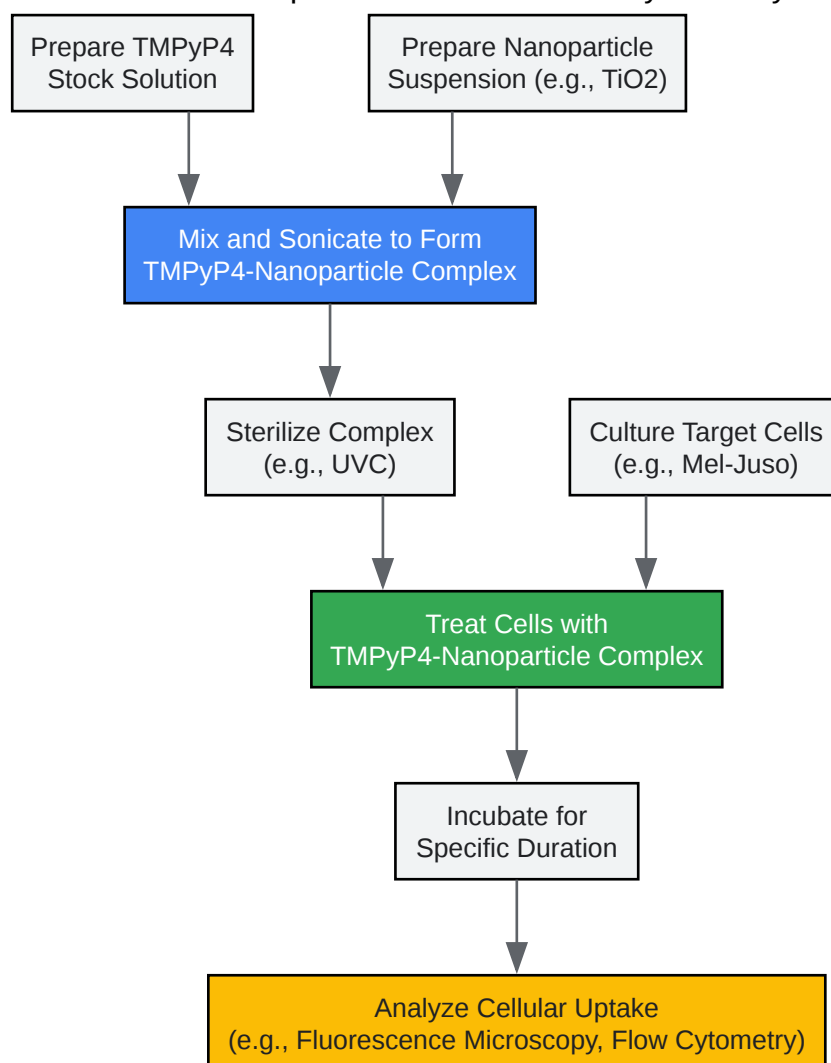 Prepare TMPyP4
Stock Solution
Prepare Nanoparticle
Suspension (e.g., TiO2)
Mix and Sonicate to Form
TMPyP4-Nanoparticle Complex
Sterilize Complex
(e.g., UVC)
Culture Target Cells
(e.g., Mel-Juso)
Treat Cells with
TMPyP4-Nanoparticle Complex
Incubate for
Specific Duration
Analyze Cellular Uptake
(e.g., Fluorescence Microscopy, Flow Cytometry)